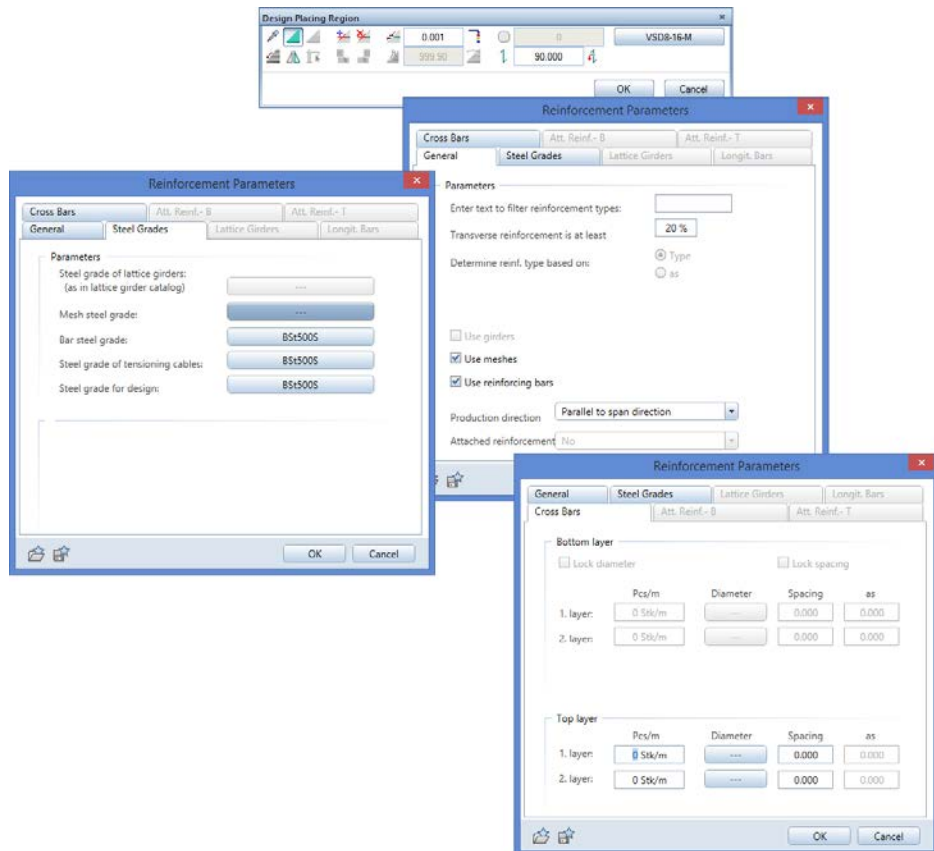 Design Placing Region
0.001 0 VSD8-16-M
999.90 90.000
OK Cancel
Reinforcement Parameters
Cross Bars Att. Reinf.- B Att. Reinf.- T
General Steel Grades Lattice Girders Longit. Bars
Parameters
Enter text to filter reinforcement types:
Transverse reinforcement is at least 20 %
Determine reinf. type based on: Type
as
Use girders
Use meshes
Use reinforcing bars
Production direction Parallel to span direction
Attached reinforcement No
Reinforcement Parameters
Cross Bars Att. Reinf.- B Att. Reinf.- T
General Steel Grades Lattice Girders Longit. Bars
Parameters
Steel grade of lattice girders:
(as in lattice girder catalog) ---
Mesh steel grade: ---
Bar steel grade: BSt500S
Steel grade of tensioning cables: BSt500S
Steel grade for design: BSt500S
OK Cancel
Reinforcement Parameters
General Steel Grades Lattice Girders Longit. Bars
Cross Bars Att. Reinf.- B Att. Reinf.- T
Bottom layer
Lock diameter Lock spacing
Pcs/m Diameter Spacing as
1. layer: 0 Stk/m --- 0.000 0.000
2. layer: 0 Stk/m --- 0.000 0.000
Top layer
Pcs/m Diameter Spacing as
1. layer: 0 Stk/m --- 0.000 0.000
2. layer: 0 Stk/m --- 0.000 0.000
OK Cancel